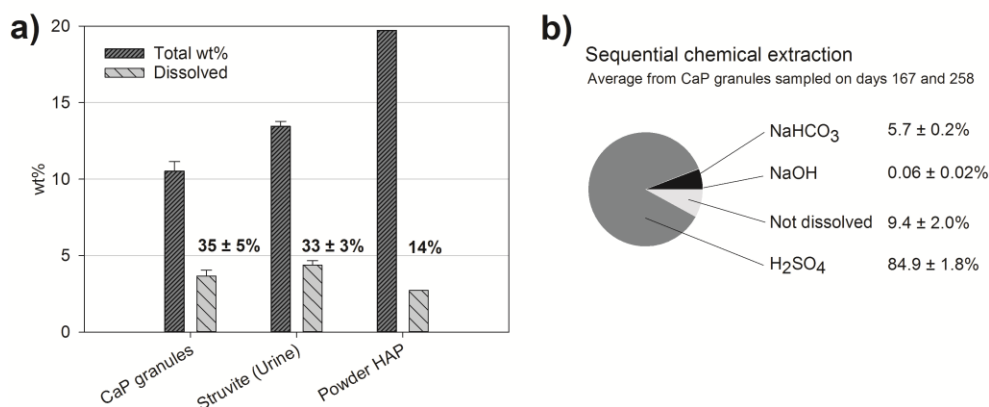 a)
20
15
10
5
0
wt%
Total wt%
Dissolved
35 ± 5%
33 ± 3%
14%
CaP granules
Struvite (Urine)
Powder HAP
b)
Sequential chemical extraction
Average from CaP granules sampled on days 167 and 258
NaHCO₃ 5.7 ± 0.2%
NaOH 0.06 ± 0.02%
Not dissolved 9.4 ± 2.0%
H₂SO₄ 84.9 ± 1.8%